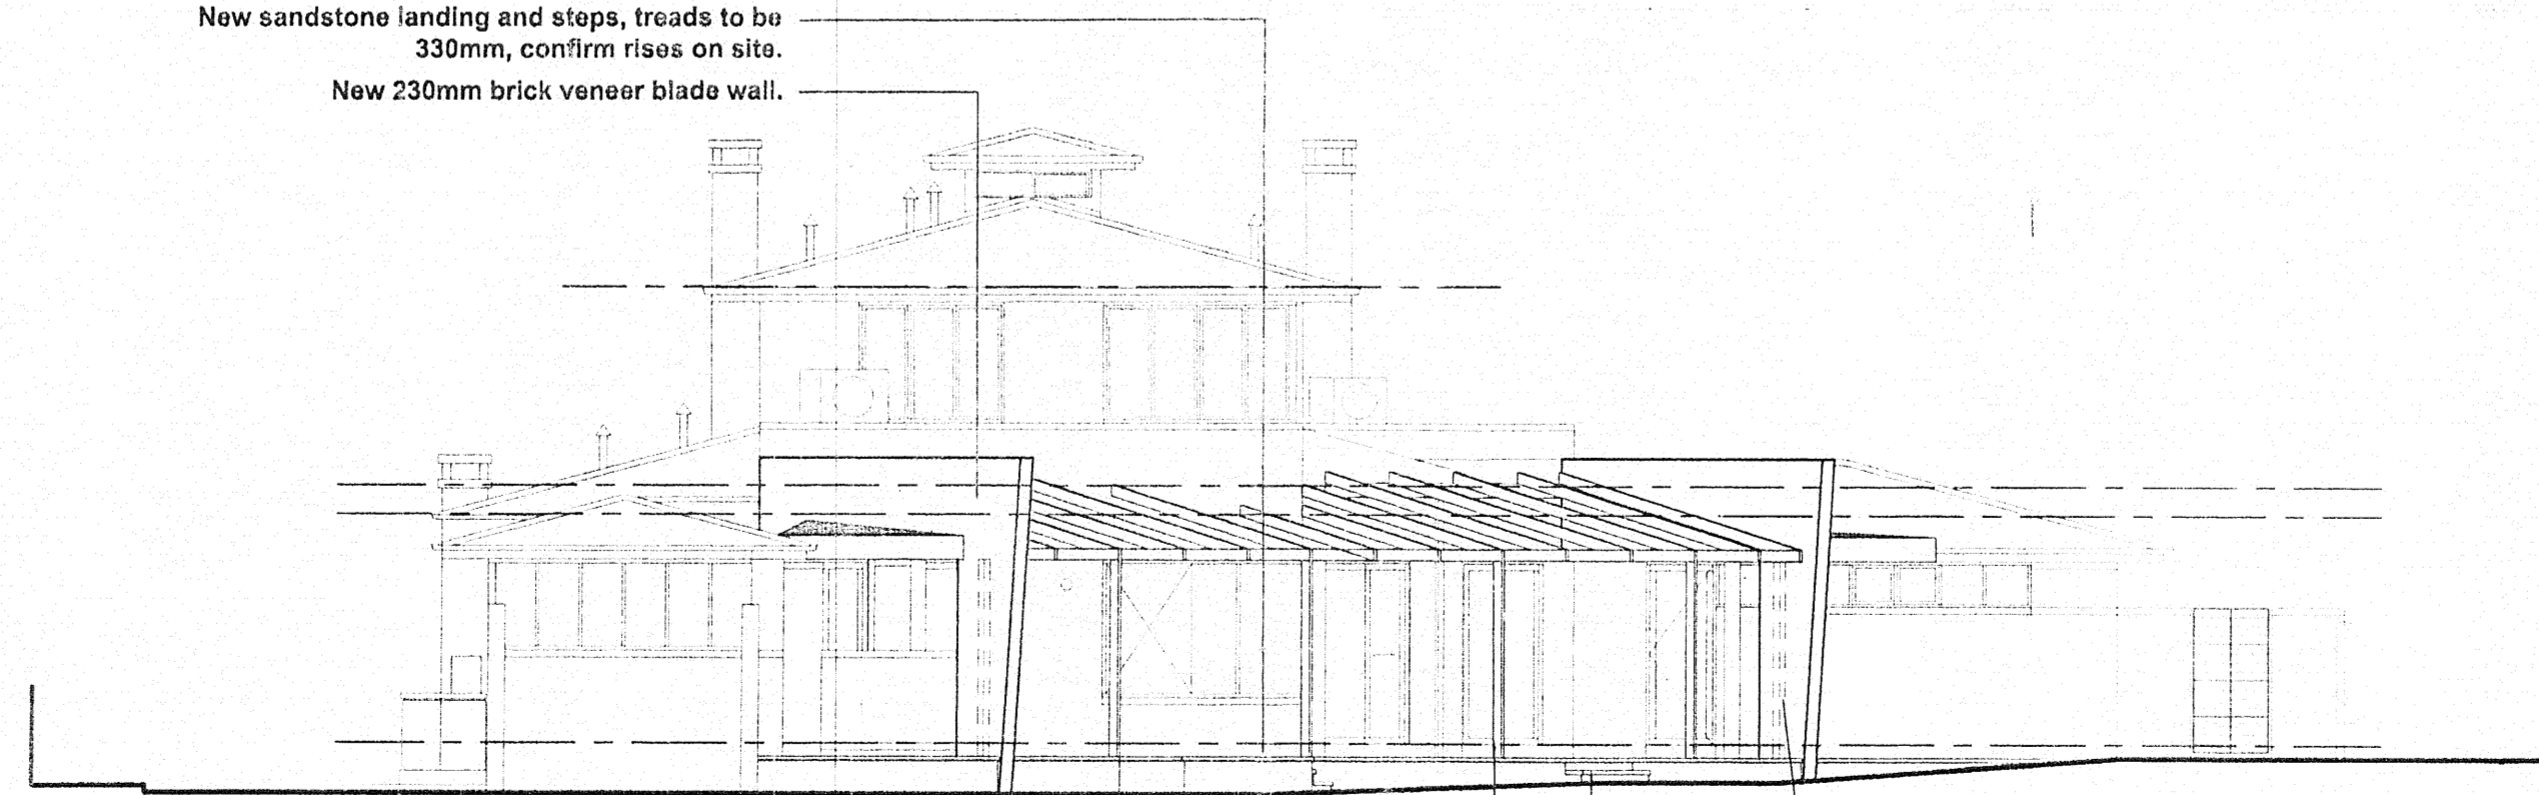 New sandstone landing and steps, treads to be
330mm, confirm rises on site.
New 230mm brick veneer blade wall.